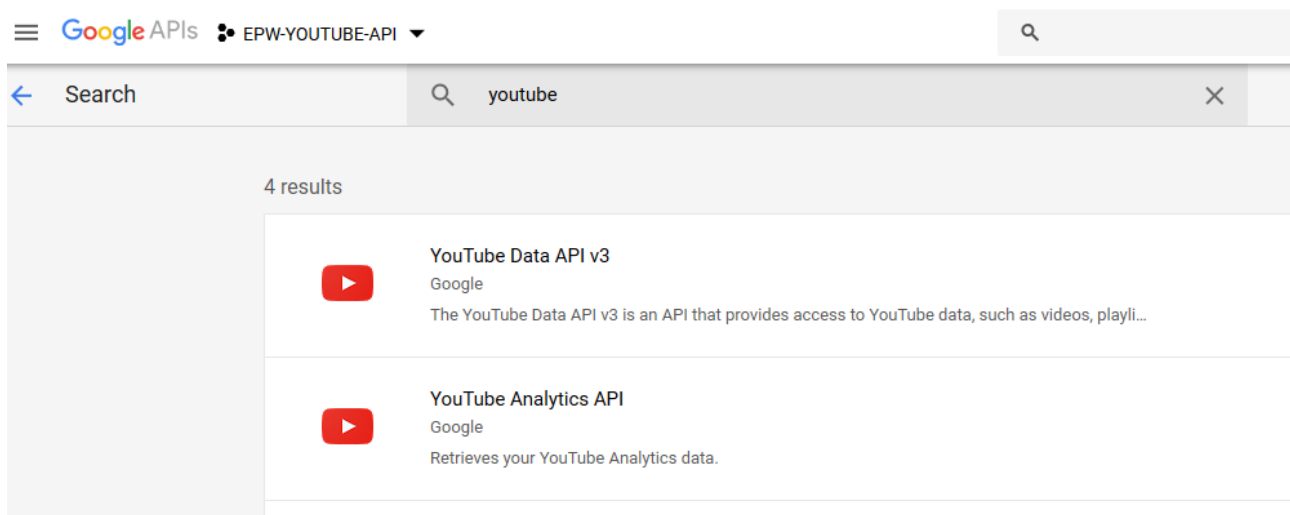 Google APIs EPW-YOUTUBE-API
Search youtube
4 results
YouTube Data API v3
Google
The YouTube Data API v3 is an API that provides access to YouTube data, such as videos, playli...
YouTube Analytics API
Google
Retrieves your YouTube Analytics data.